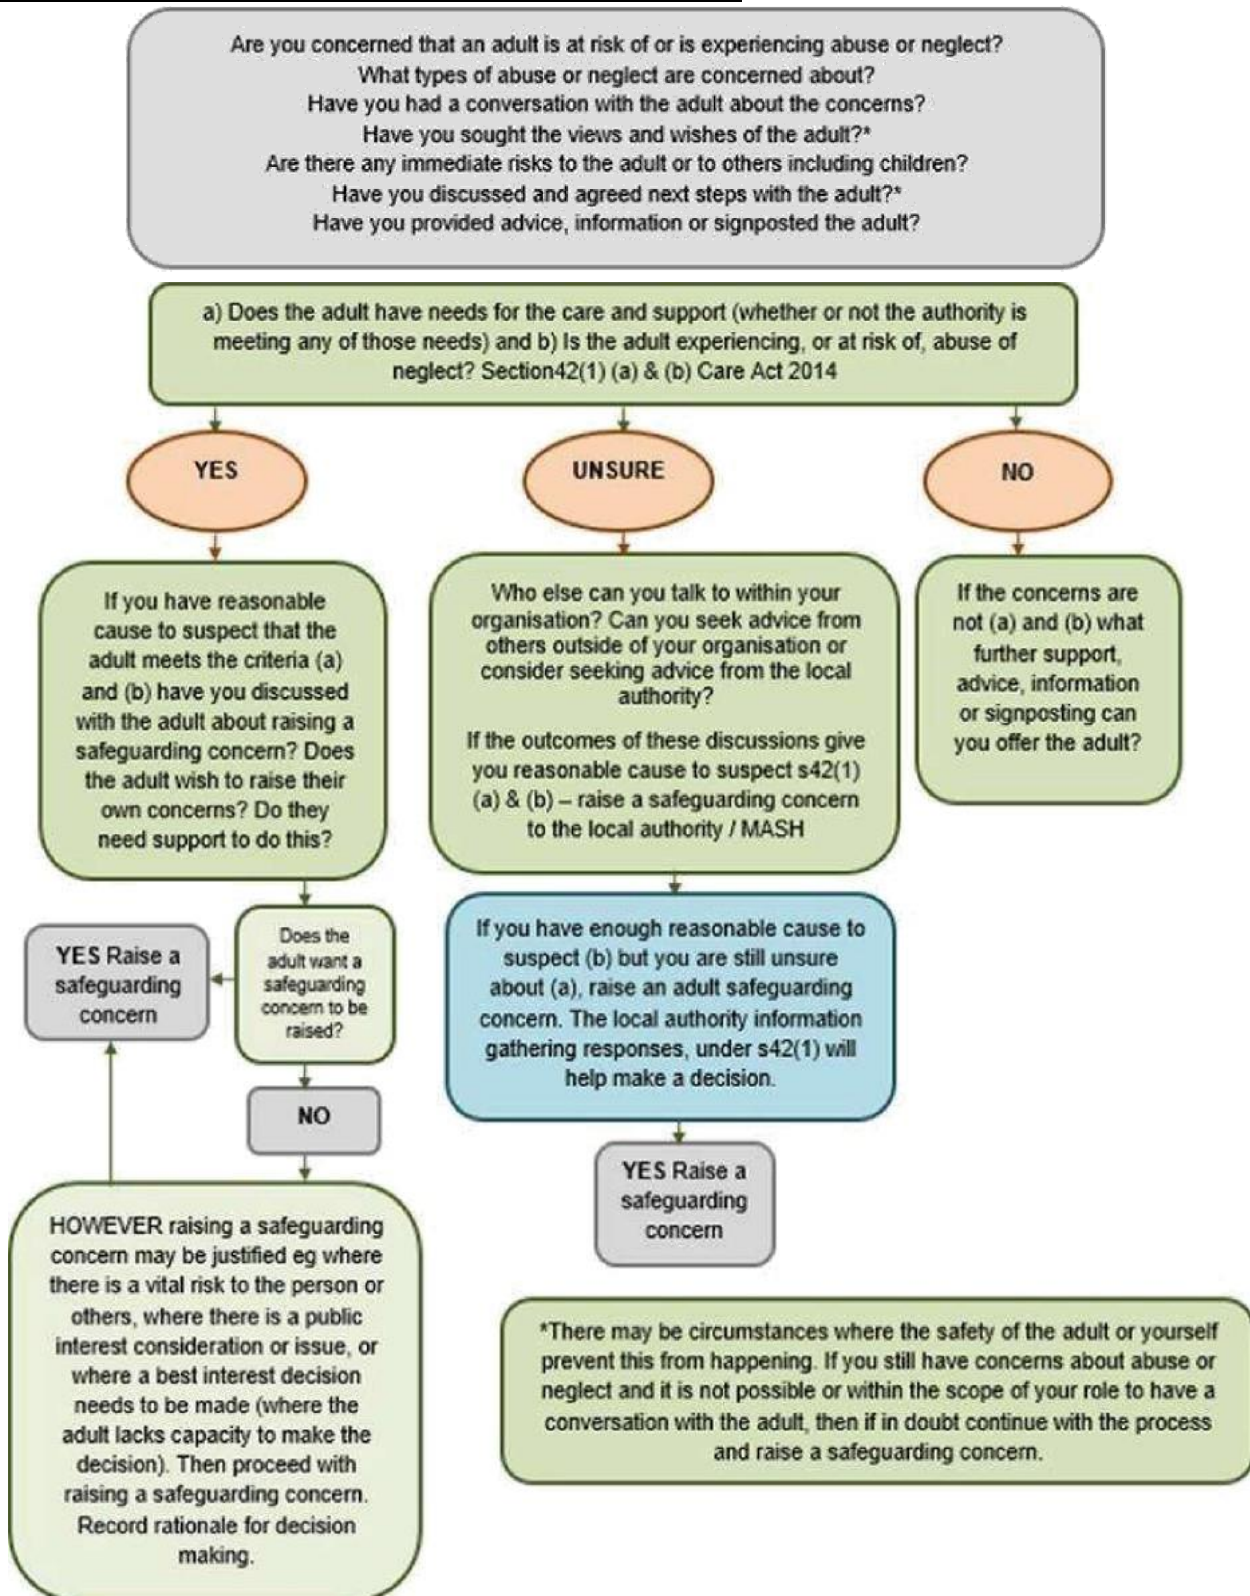 Are you concerned that an adult is at risk of or is experiencing abuse or neglect?
What types of abuse or neglect are concerned about?
Have you had a conversation with the adult about the concerns?
Have you sought the views and wishes of the adult?*
Are there any immediate risks to the adult or to others including children?
Have you discussed and agreed next steps with the adult?*
Have you provided advice, information or signposted the adult?
a) Does the adult have needs for the care and support (whether or not the authority is
meeting any of those needs) and b) Is the adult experiencing, or at risk of, abuse of
neglect? Section42(1) (a) & (b) Care Act 2014
YES
UNSURE
NO
If you have reasonable
cause to suspect that the
adult meets the criteria (a)
and (b) have you discussed
with the adult about raising a
safeguarding concern? Does
the adult wish to raise their
own concerns? Do they
need support to do this?
Who else can you talk to within your
organisation? Can you seek advice from
others outside of your organisation or
consider seeking advice from the local
authority?
If the outcomes of these discussions give
you reasonable cause to suspect s42(1)
(a) & (b) – raise a safeguarding concern
to the local authority / MASH
If the concerns are
not (a) and (b) what
further support,
advice, information
or signposting can
you offer the adult?
YES Raise a
safeguarding
concern
Does the
adult want a
safeguarding
concern to be
raised?
NO
If you have enough reasonable cause to
suspect (b) but you are still unsure
about (a), raise an adult safeguarding
concern. The local authority information
gathering responses, under s42(1) will
help make a decision.
YES Raise a
safeguarding
concern
HOWEVER raising a safeguarding
concern may be justified eg where
there is a vital risk to the person or
others, where there is a public
interest consideration or issue, or
where a best interest decision
needs to be made (where the
adult lacks capacity to make the
decision). Then proceed with
raising a safeguarding concern.
Record rationale for decision
making.
*There may be circumstances where the safety of the adult or yourself
prevent this from happening. If you still have concerns about abuse or
neglect and it is not possible or within the scope of your role to have a
conversation with the adult, then if in doubt continue with the process
and raise a safeguarding concern.